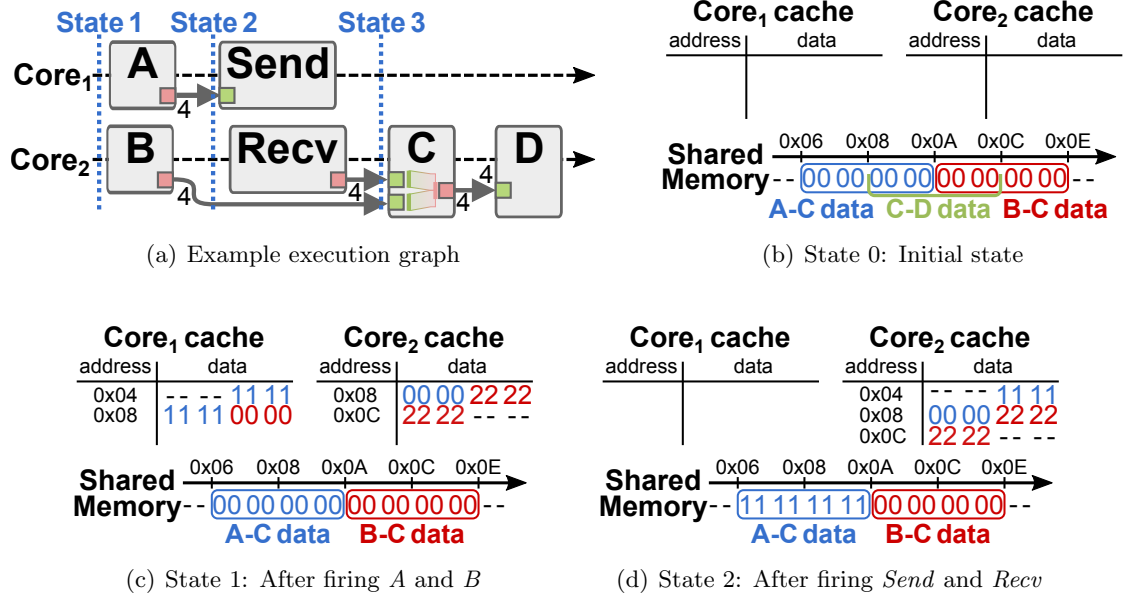 State 1 State 2 State 3
Core1 A Send
4
Core2 B Recv C D
4 4 4 4
(a) Example execution graph
Core1 cache Core2 cache
address data address data
0x06 0x08 0x0A 0x0C 0x0E
Shared
Memory -- 00 00 00 00 00 00 00 00 --
A-C data C-D data B-C data
(b) State 0: Initial state
Core1 cache Core2 cache
address data address data
0x04 -- -- 11 11 0x08 00 00 22 22
0x08 11 11 00 00 0x0C 22 22 -- --
0x06 0x08 0x0A 0x0C 0x0E
Shared
Memory -- 00 00 00 00 00 00 00 00 --
A-C data B-C data
(c) State 1: After firing A and B
Core1 cache Core2 cache
address data address data
0x04 -- -- 11 11
0x08 00 00 22 22
0x0C 22 22 -- --
0x06 0x08 0x0A 0x0C 0x0E
Shared
Memory -- 11 11 11 11 00 00 00 00 --
A-C data B-C data
(d) State 2: After firing Send and Recv